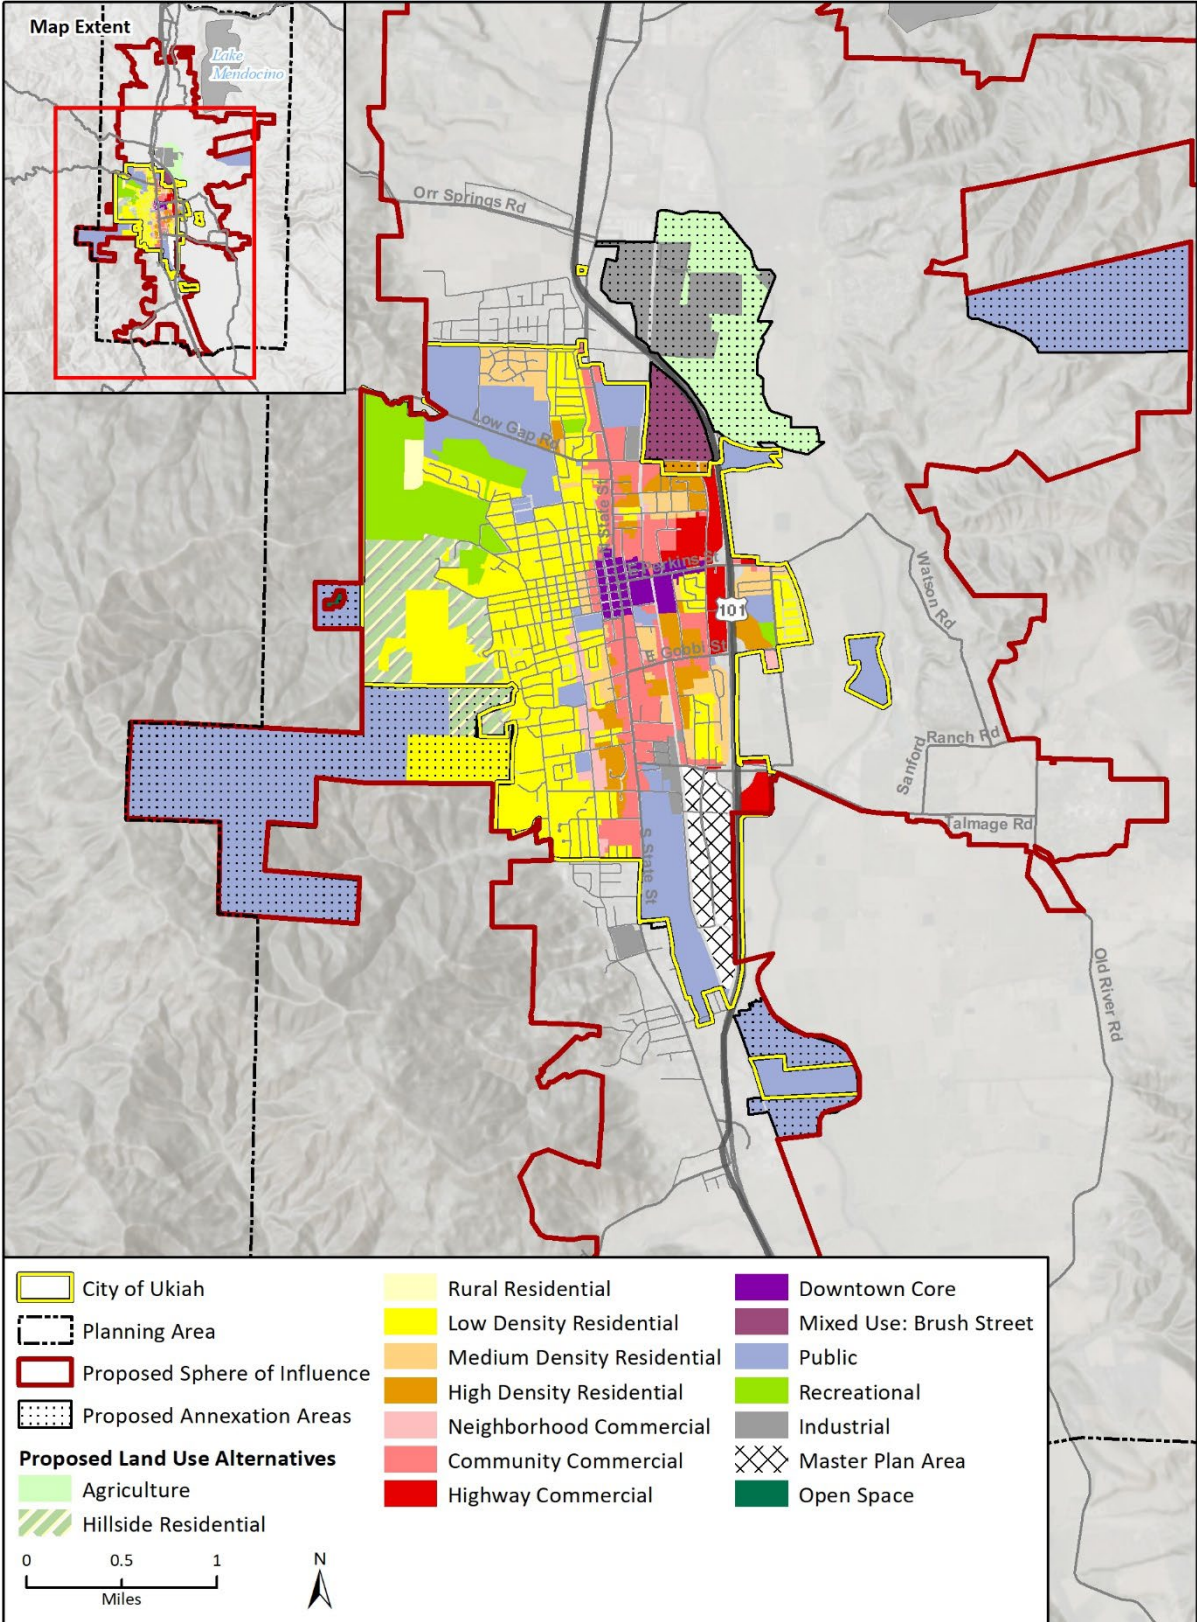 Map Extent
Lake
Mendocino
Orr Springs Rd
Low Gap Rd
N State St
E Perkins St
101
E Gobbi St
Watson Rd
Sanford
Ranch Rd
Talmage Rd
S State St
Old River Rd
City of Ukiah
Planning Area
Proposed Sphere of Influence
Proposed Annexation Areas
Proposed Land Use Alternatives
Agriculture
Hillside Residential
Rural Residential
Low Density Residential
Medium Density Residential
High Density Residential
Neighborhood Commercial
Community Commercial
Highway Commercial
Downtown Core
Mixed Use: Brush Street
Public
Recreational
Industrial
Master Plan Area
Open Space
0 0.5 1
Miles
N